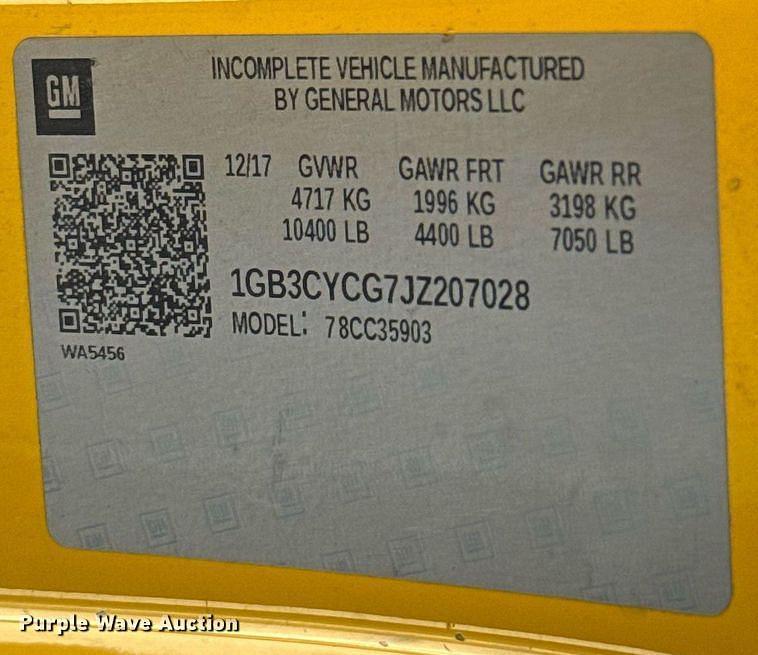 GM
INCOMPLETE VEHICLE MANUFACTURED
BY GENERAL MOTORS LLC
12/17 GVWR GAWR FRT GAWR RR
4717 KG 1996 KG 3198 KG
10400 LB 4400 LB 7050 LB
1GB3CYCG7JZ207028
MODEL: 78CC35903
WA5456
Purple Wave Auction